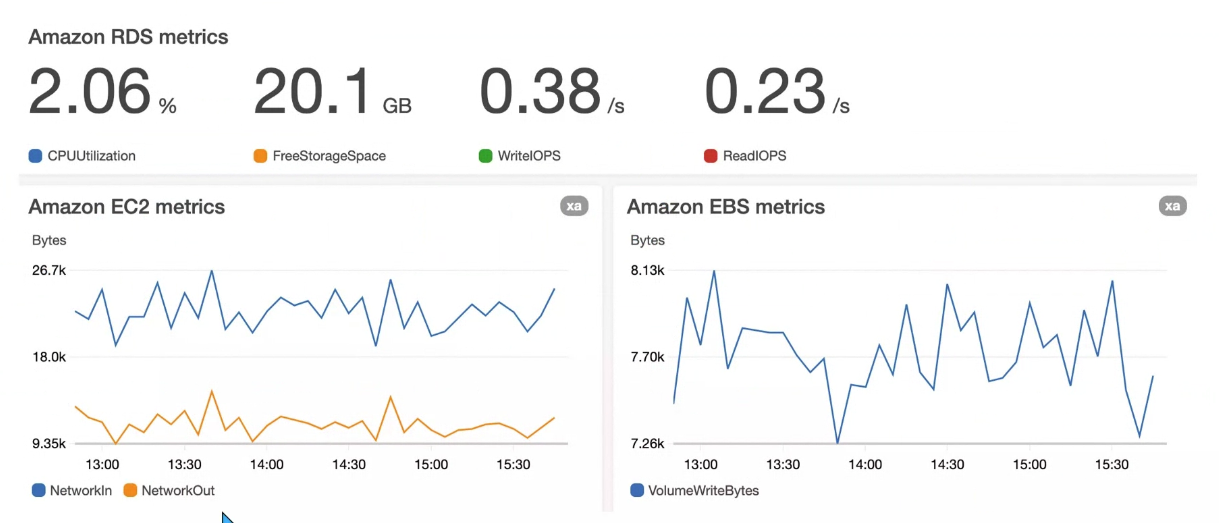 Amazon RDS metrics
2.06 % 20.1 GB 0.38 /s 0.23 /s
CPUUtilization FreeStorageSpace WriteIOPS ReadIOPS
Amazon EC2 metrics
xa
Bytes
26.7k
18.0k
9.35k
13:00 13:30 14:00 14:30 15:00 15:30
NetworkIn NetworkOut
Amazon EBS metrics
xa
Bytes
8.13k
7.70k
7.26k
13:00 13:30 14:00 14:30 15:00 15:30
VolumeWriteBytes